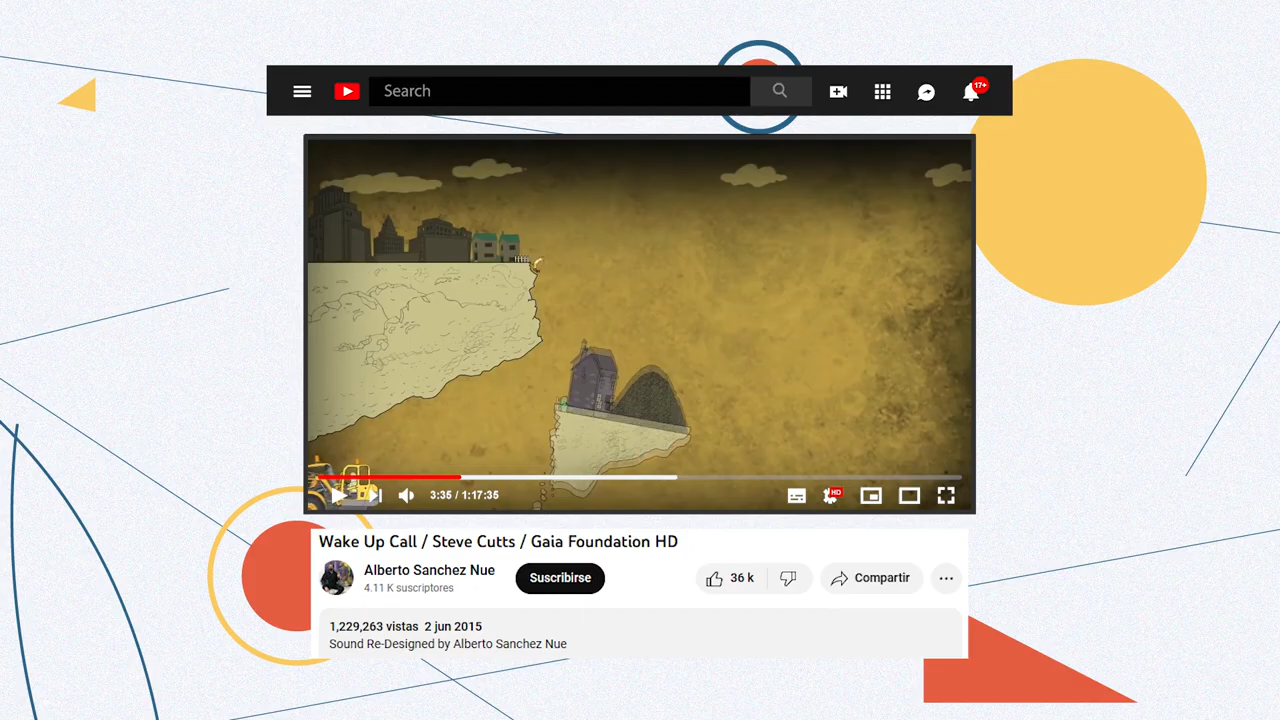 Search
17+
3:35 / 1:17:35
HD
Wake Up Call / Steve Cutts / Gaia Foundation HD
Alberto Sanchez Nue
4.11 K suscriptores
Suscribirse
36 k
Compartir
1,229,263 vistas 2 jun 2015
Sound Re-Designed by Alberto Sanchez Nue